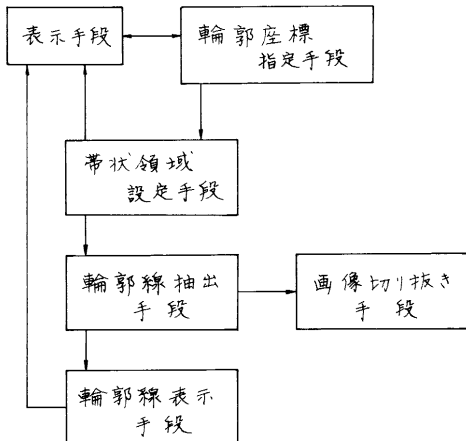 表示手段
輪郭座標
指定手段
帯状領域
設定手段
輪郭線抽出
手段
画像切り抜き
手段
輪郭線表示
手段